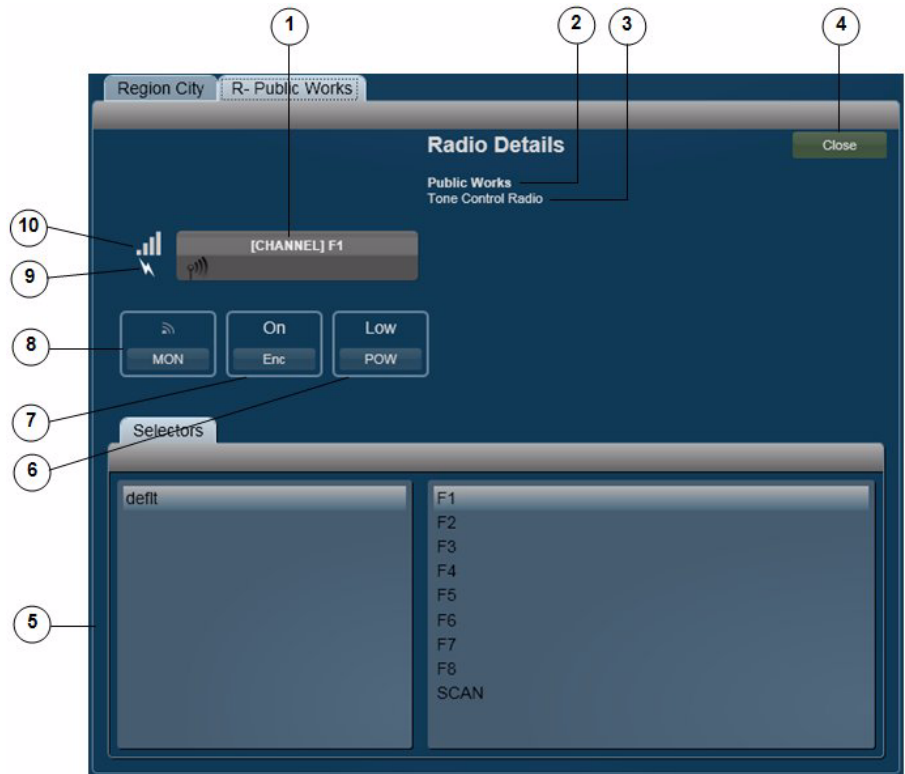 1
2
3
4
Region City
R- Public Works
Radio Details
Close
Public Works
Tone Control Radio
10
[CHANNEL] F1
9
On
Low
8
MON
Enc
POW
7
Selectors
6
deflt
F1
F2
F3
F4
F5
5
F6
F7
F8
SCAN